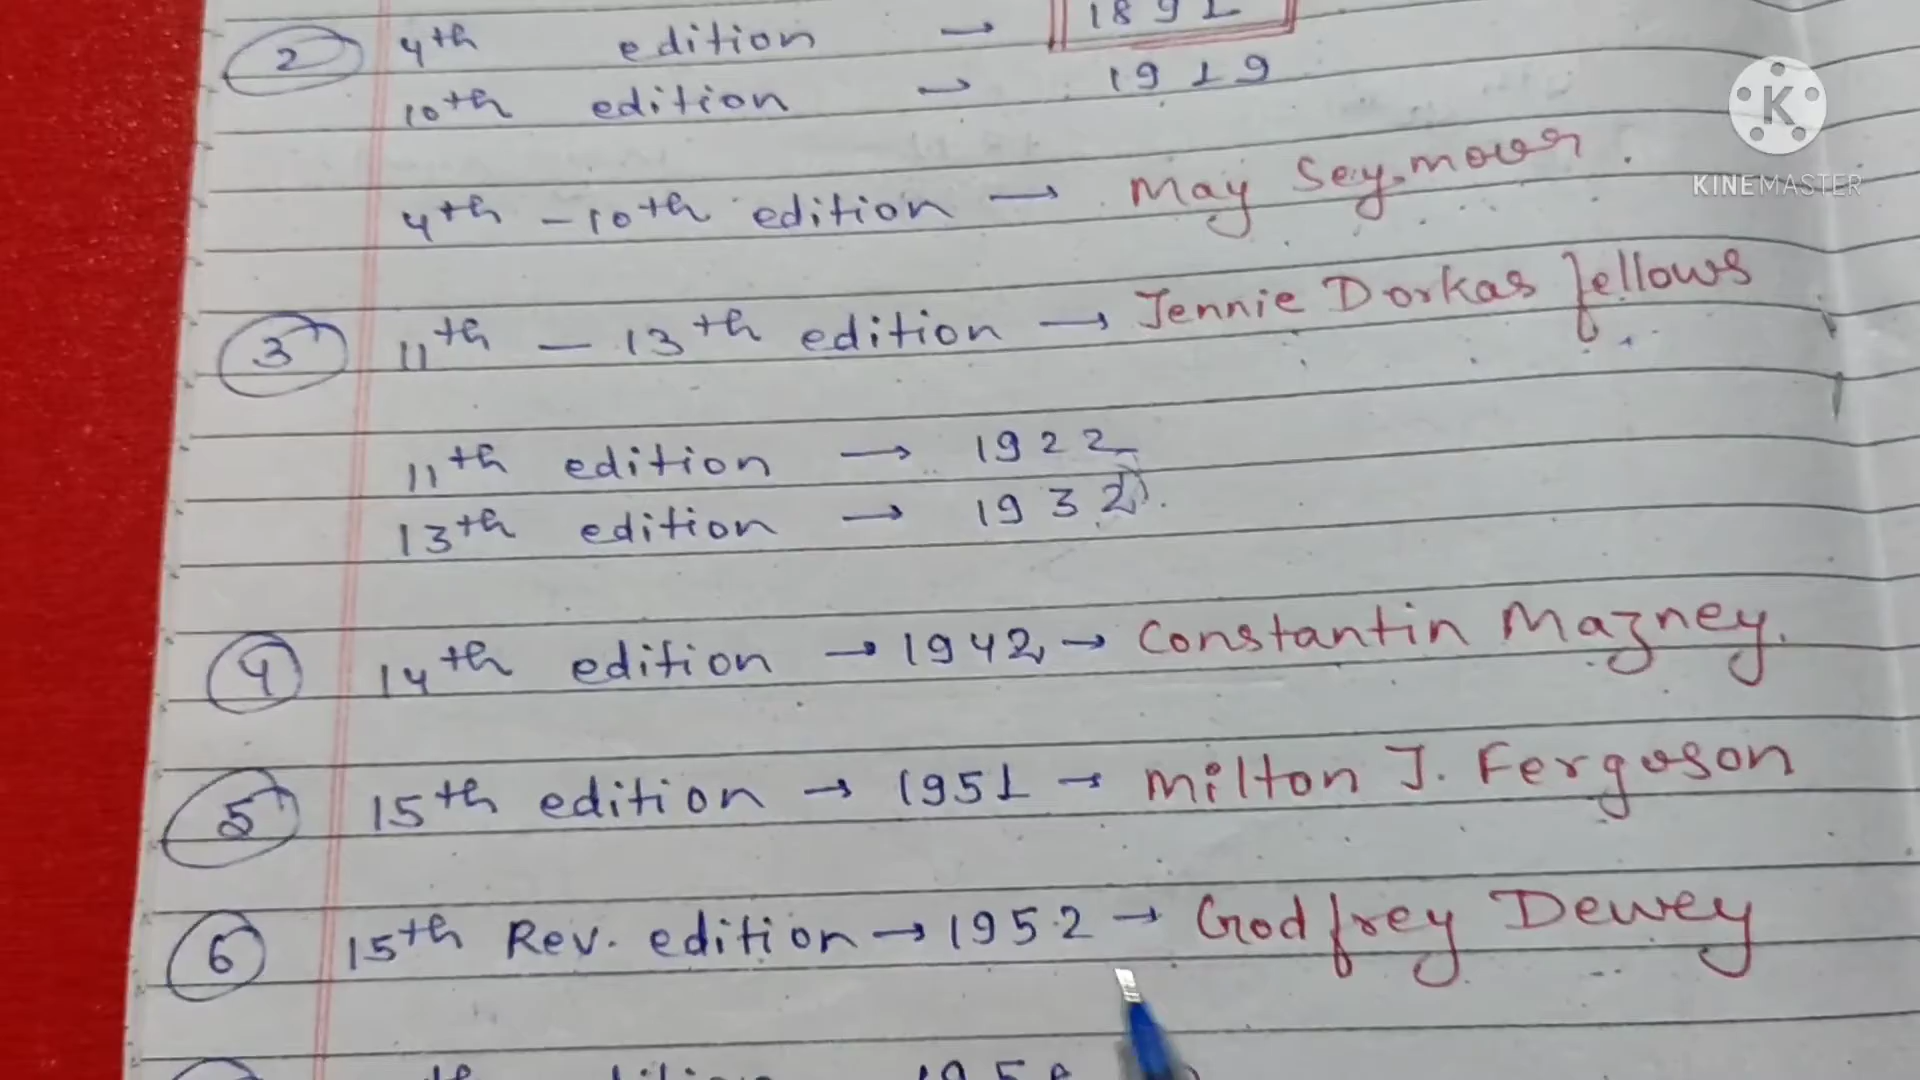 2 4th edition → 1891
10th edition → 1919
K
KINEMASTER
4th - 10th edition → May Seymour.
3 11th - 13th edition → Jennie Dorkas fellows
11th edition → 1922
13th edition → 1932.
4 14th edition → 1942 → Constantin Mazney.
5 15th edition → 1951 → Milton J. Ferguson
6 15th Rev. edition → 1952 → Godfrey Dewey